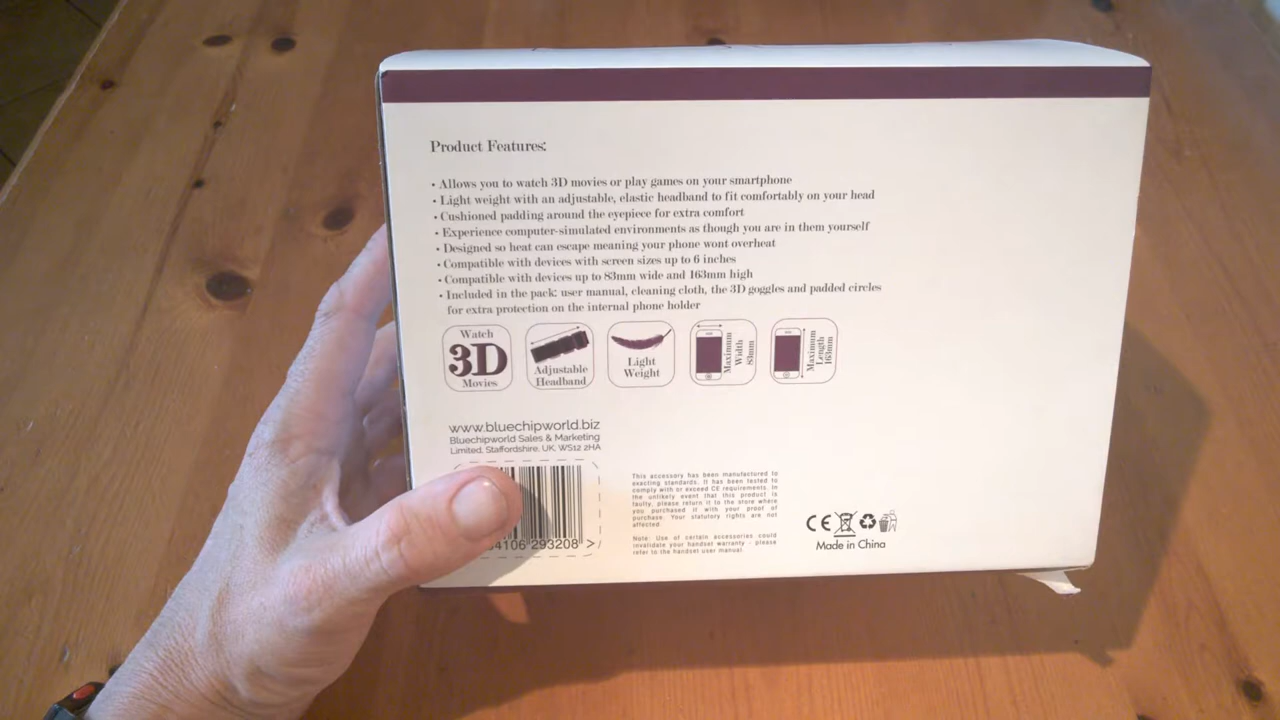 Product Features:
• Allows you to watch 3D movies or play games on your smartphone
• Light weight with an adjustable, elastic headband to fit comfortably on your head
• Cushioned padding around the eyepiece for extra comfort
• Experience computer-simulated environments as though you are in them yourself
• Designed so heat can escape meaning your phone wont overheat
• Compatible with devices with screen sizes up to 6 inches
• Compatible with devices up to 83mm wide and 163mm high
• Included in the pack: user manual, cleaning cloth, the 3D goggles and padded circles
for extra protection on the internal phone holder
Watch
3D
Movies
Adjustable
Headband
Light
Weight
Maximum
Width
83mm
Maximum
Length
163mm
www.bluechipworld.biz
Bluechipworld Sales & Marketing
Limited, Staffordshire, UK, WS12 2HA
4106 293208 >
This accessory has been manufactured to
exacting standards. It has been tested to
comply with or exceed CE requirements. In
the unlikely event that this product is
faulty, please return it to the store where
you purchased it with your proof of
purchase. Your statutory rights are not
affected
Note: Use of certain accessories could
invalidate your handset warranty - please
refer to the handset user manual.
CE
Made in China